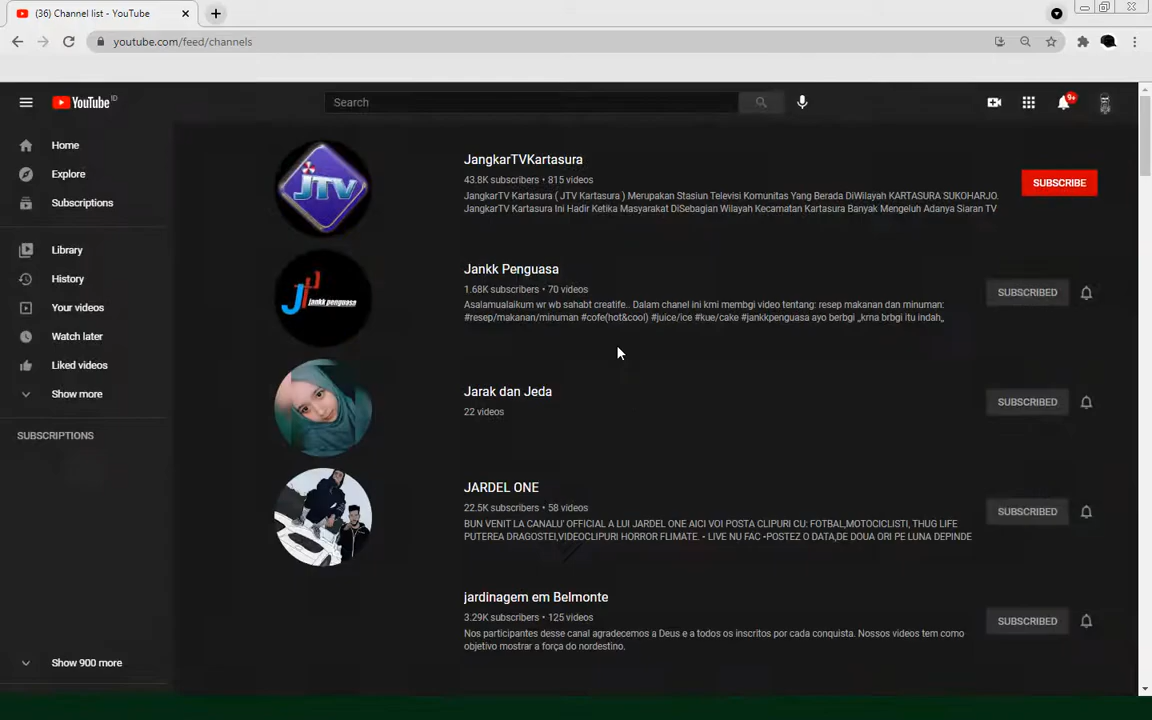 (36) Channel list - YouTube
youtube.com/feed/channels
YouTube ID
Search
9+
Home
Explore
Subscriptions
Library
History
Your videos
Watch later
Liked videos
Show more
SUBSCRIPTIONS
Show 900 more
JTV
JangkarTVKartasura
43.8K subscribers • 815 videos
JangkarTV Kartasura ( JTV Kartasura ) Merupakan Stasiun Televisi Komunitas Yang Berada DiWilayah KARTASURA SUKOHARJO.
JangkarTV Kartasura Ini Hadir Ketika Masyarakat DiSebagian Wilayah Kecamatan Kartasura Banyak Mengeluh Adanya Siaran TV
SUBSCRIBE
jankk penguasa
Jankk Penguasa
1.68K subscribers • 70 videos
Asalamualaikum wr wb sahabt creatife.. Dalam chanel ini kmi membgi video tentang: resep makanan dan minuman:
#resep/makanan/minuman #cofe(hot&cool) #juice/ice #kue/cake #jankkpenguasa ayo berbgi ,,krna brbgi itu indah,,
SUBSCRIBED
Jarak dan Jeda
22 videos
SUBSCRIBED
JARDEL ONE
22.5K subscribers • 58 videos
BUN VENIT LA CANALU' OFFICIAL A LUI JARDEL ONE AICI VOI POSTA CLIPURI CU: FOTBAL,MOTOCICLISTI, THUG LIFE
PUTEREA DRAGOSTEI,VIDEOCLIPURI HORROR FLIMATE. • LIVE NU FAC •POSTEZ O DATA,DE DOUA ORI PE LUNA DEPINDE
SUBSCRIBED
jardinagem em Belmonte
3.29K subscribers • 125 videos
Nos participantes desse canal agradecemos a Deus e a todos os inscritos por cada conquista. Nossos videos tem como
objetivo mostrar a força do nordestino.
SUBSCRIBED